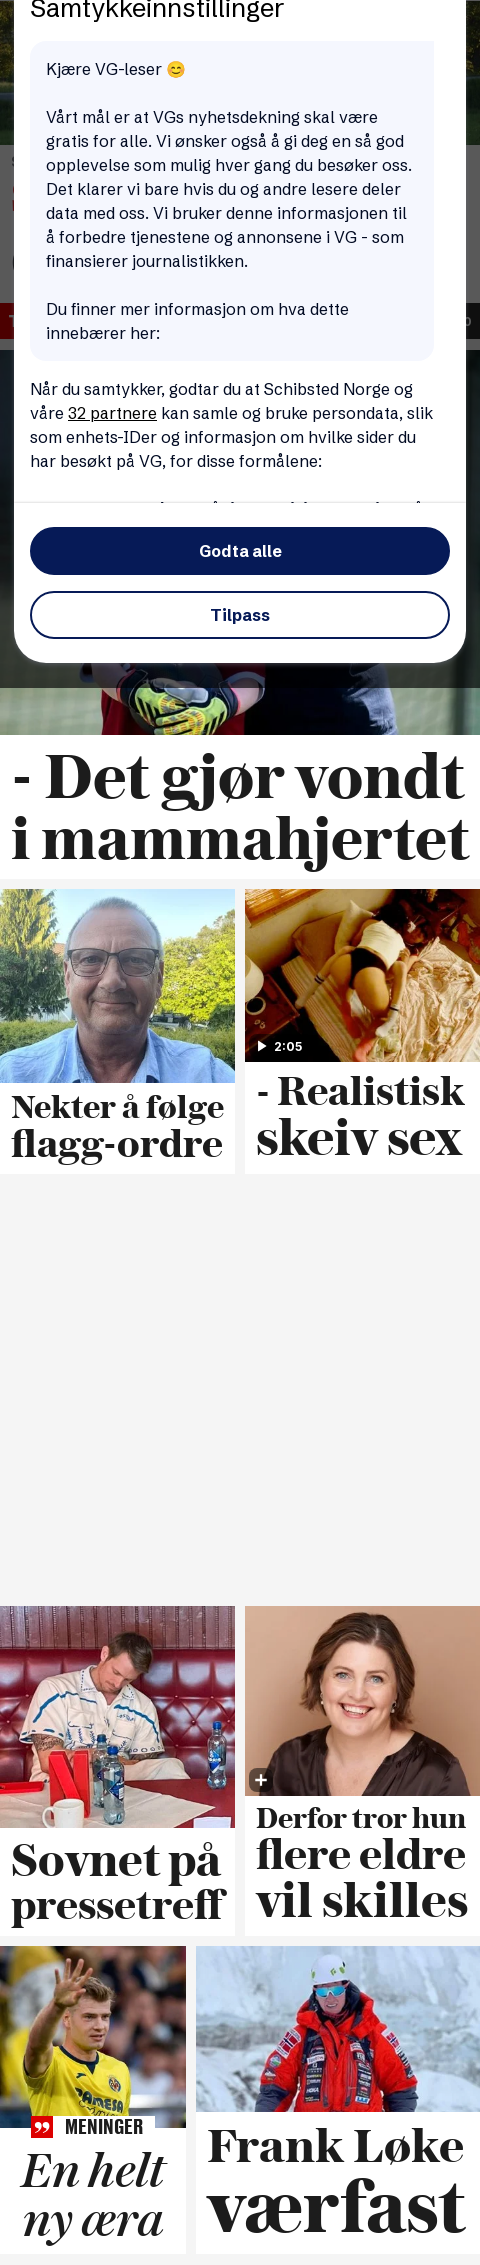 Samtykkeinnstillinger
Kjære VG-leser 😊
Vårt mål er at VGs nyhetsdekning skal være
gratis for alle. Vi ønsker også å gi deg en så god
opplevelse som mulig hver gang du besøker oss.
Det klarer vi bare hvis du og andre lesere deler
data med oss. Vi bruker denne informasjonen til
å forbedre tjenestene og annonsene i VG - som
finansierer journalistikken.
Du finner mer informasjon om hva dette
innebærer her:
Når du samtykker, godtar du at Schibsted Norge og
våre 32 partnere kan samle og bruke persondata, slik
som enhets-IDer og informasjon om hvilke sider du
har besøkt på VG, for disse formålene:
Godta alle
Tilpass
- Det gjør vondt
i mammahjertet
2:05
Nekter å følge
flagg-ordre
- Realistisk
skeiv sex
Sovnet på
pressetreff
Derfor tror hun
flere eldre
vil skilles
PAMESA
MENINGER
En helt
ny æra
Frank Løke
værfast